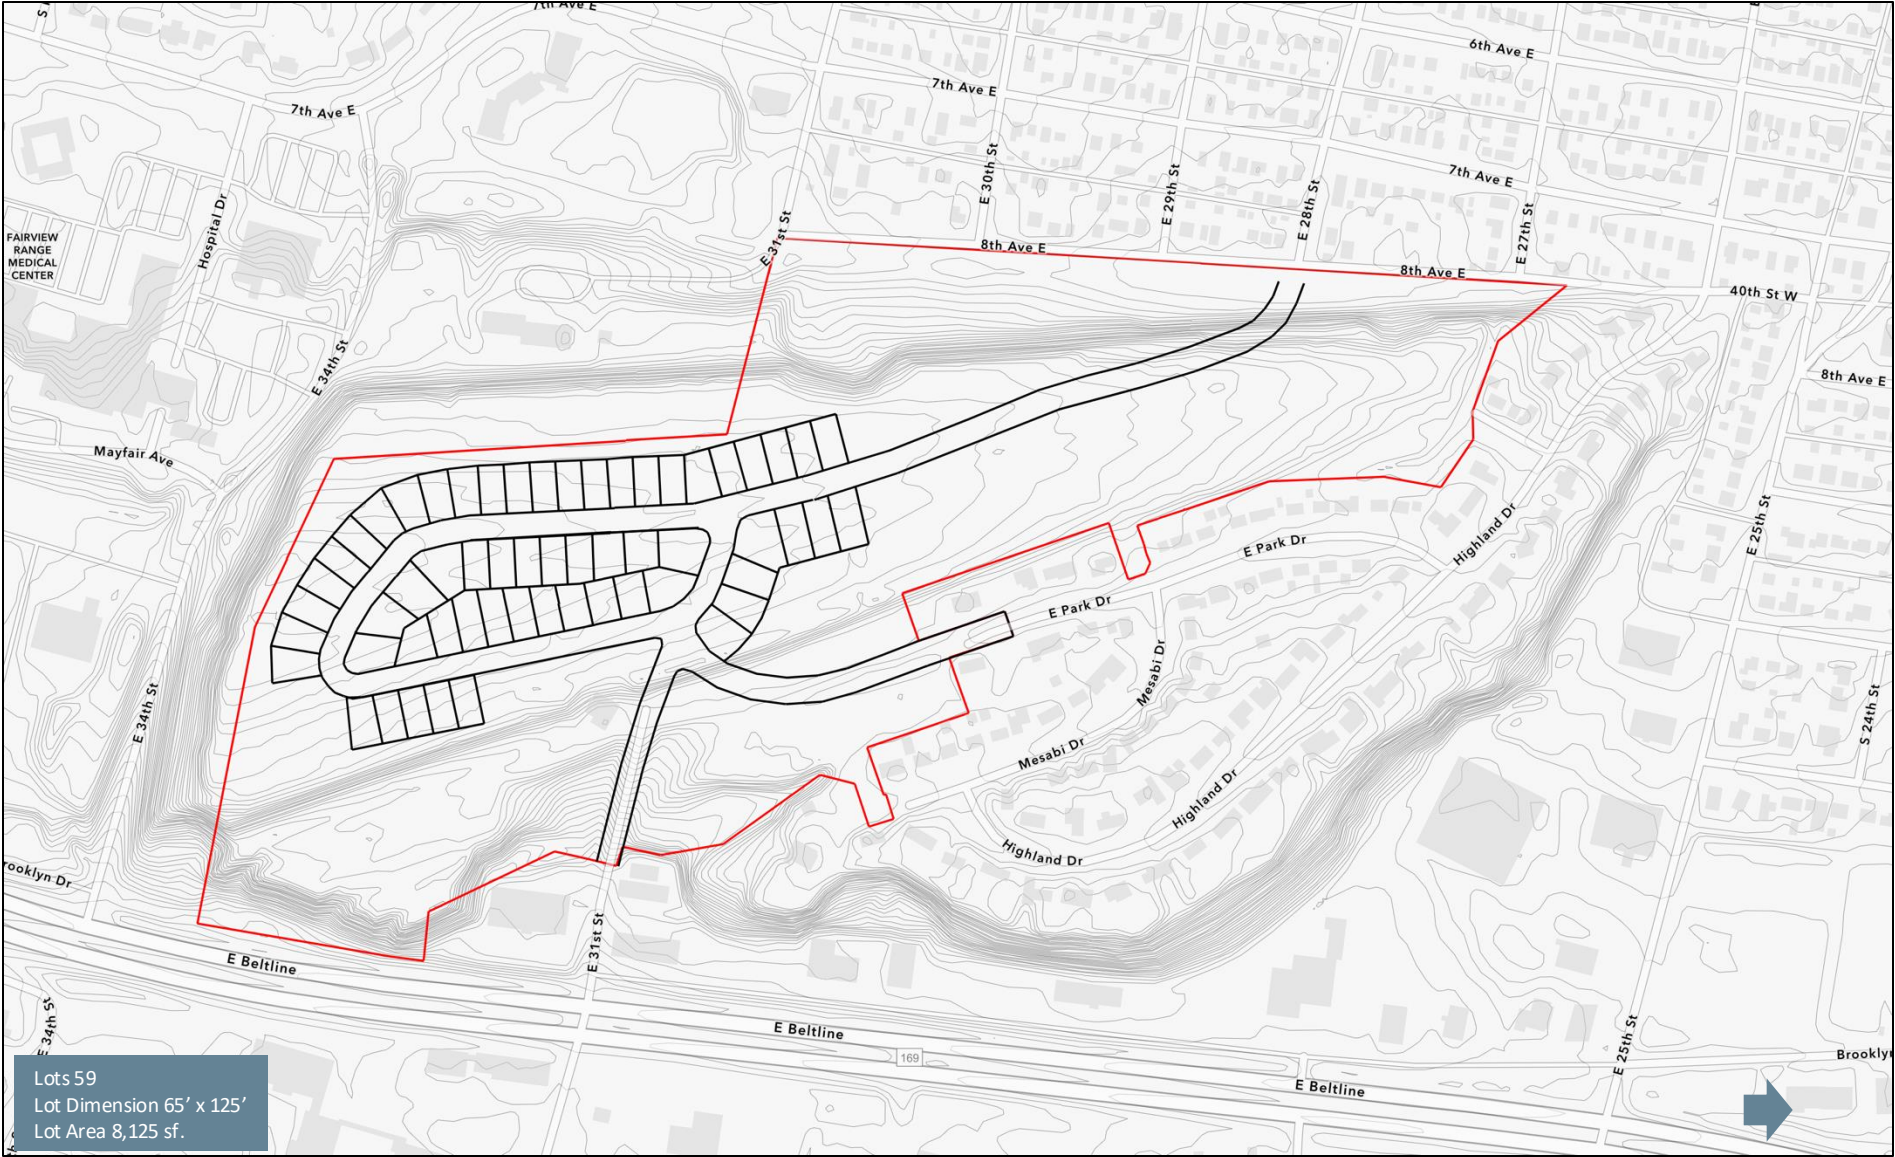 7th Ave E
6th Ave E
7th Ave E
7th Ave E
7th Ave E
E 30th St
E 29th St
E 28th St
E 27th St
Hospital Dr
E 31st St
FAIRVIEW
RANGE
MEDICAL
CENTER
8th Ave E
8th Ave E
40th St W
E 34th St
8th Ave E
Mayfair Ave
E 25th St
Highland Dr
E Park Dr
E Park Dr
Mesabi Dr
E 34th St
S 24th St
Mesabi Dr
Highland Dr
Highland Dr
rooklyn Dr
E 31st St
E Beltline
E 34th St
E Beltline
169
E 25th St
Brookly
E Beltline
Lots 59
Lot Dimension 65’ x 125’
Lot Area 8,125 sf.